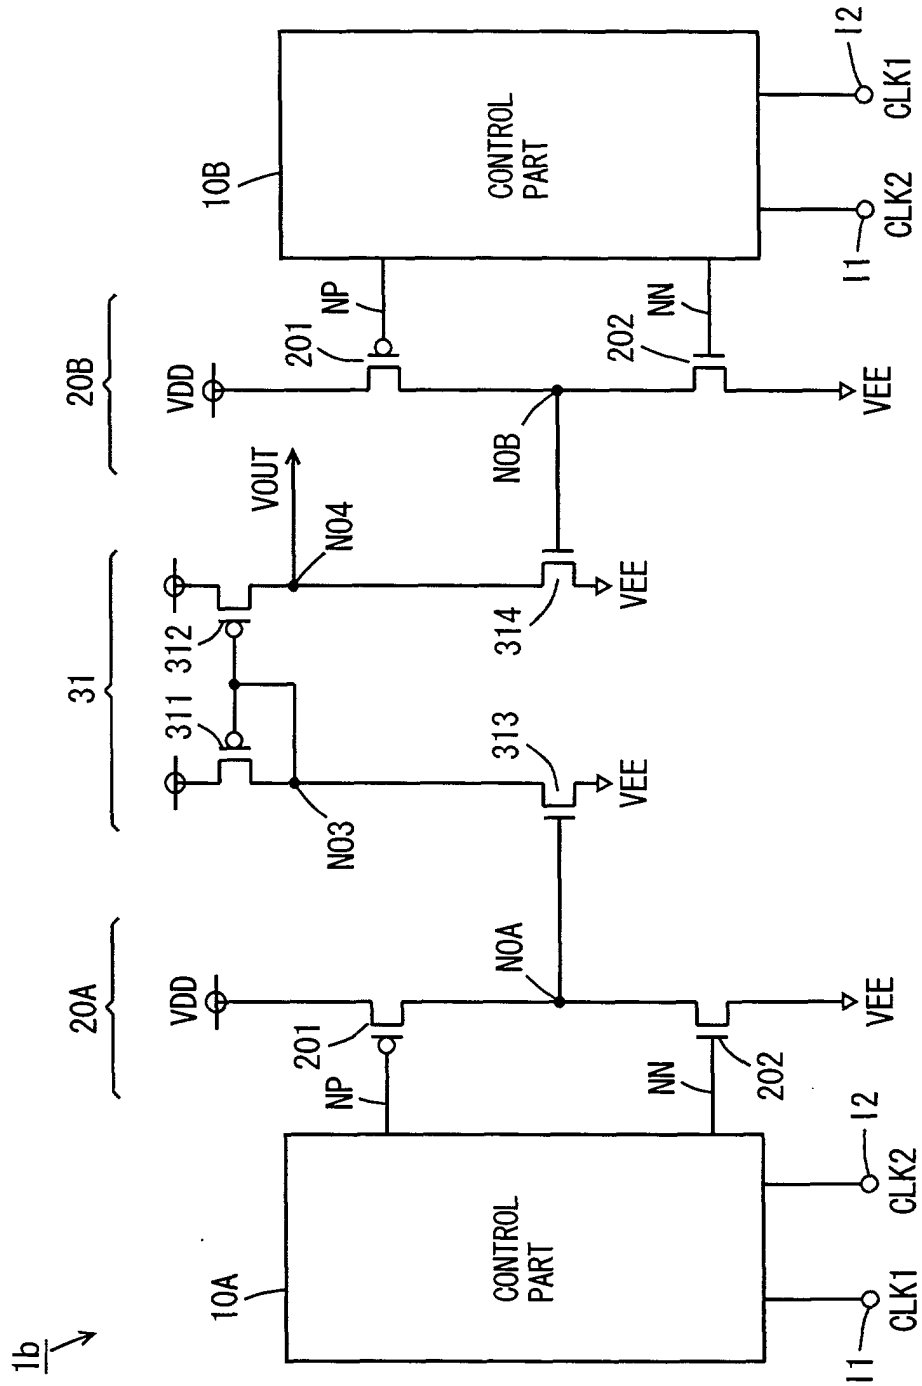 1b
20A
31
20B
VDD
311
312
VDD
10A
10B
VOUT
201
201
NP
N03
N04
NP
CONTROL
PART
N0A
313
314
N0B
CONTROL
PART
NN
VEE
VEE
202
NN
202
VEE
VEE
I1
I2
I1
I2
CLK1
CLK2
CLK2
CLK1